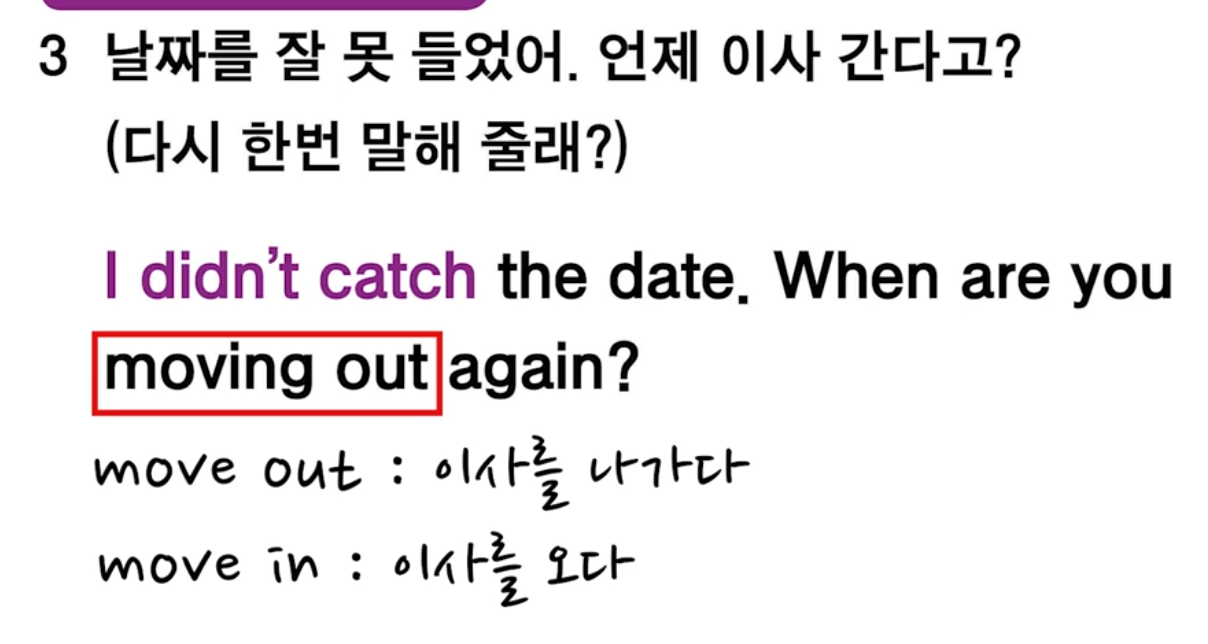 3 날짜를 잘 못 들었어. 언제 이사 간다고?
(다시 한번 말해 줄래?)
I didn't catch the date. When are you
moving out again?
move out : 이사를 나가다
move in : 이사를 오다